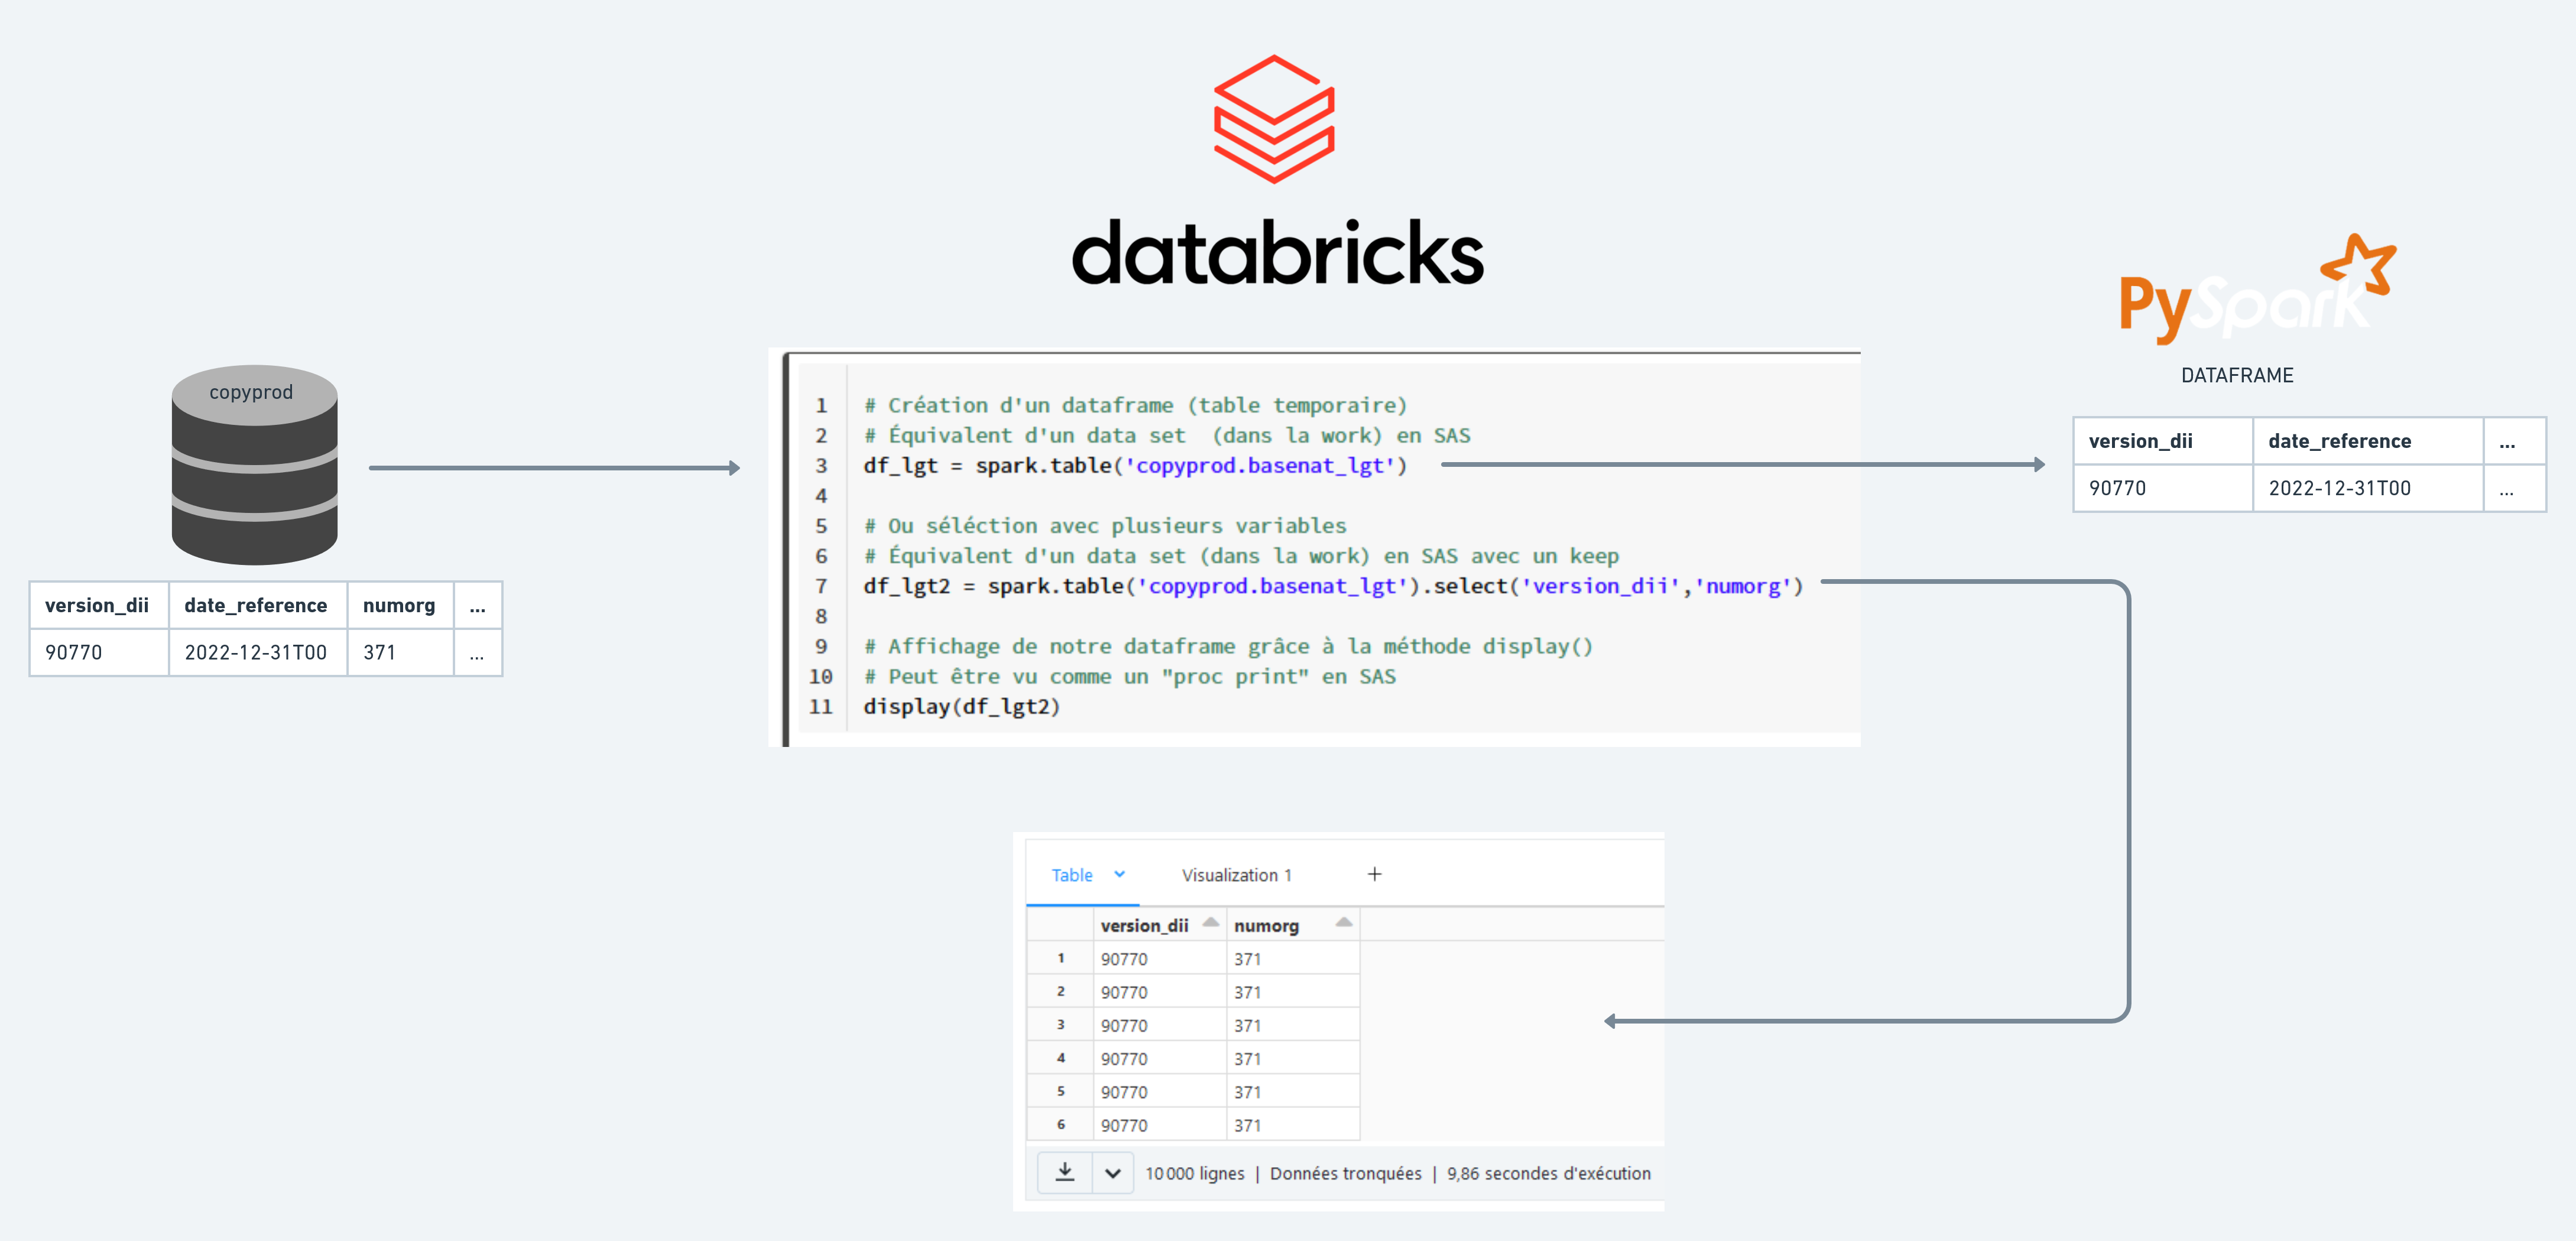 databricks
PySpark
DATAFRAME
version_dii date_reference ...
90770 2022-12-31T00 ...
copyprod
version_dii date_reference numorg ...
90770 2022-12-31T00 371 ...
1 # Création d'un dataframe (table temporaire)
2 # Équivalent d'un data set  (dans la work) en SAS
3 df_lgt = spark.table('copyprod.basenat_lgt')
4
5 # Ou séléction avec plusieurs variables
6 # Équivalent d'un data set (dans la work) en SAS avec un keep
7 df_lgt2 = spark.table('copyprod.basenat_lgt').select('version_dii','numorg')
8
9 # Affichage de notre dataframe grâce à la méthode display()
10 # Peut être vu comme un "proc print" en SAS
11 display(df_lgt2)
Table Visualization 1 +
version_dii numorg
1 90770 371
2 90770 371
3 90770 371
4 90770 371
5 90770 371
6 90770 371
10 000 lignes | Données tronquées | 9,86 secondes d'exécution